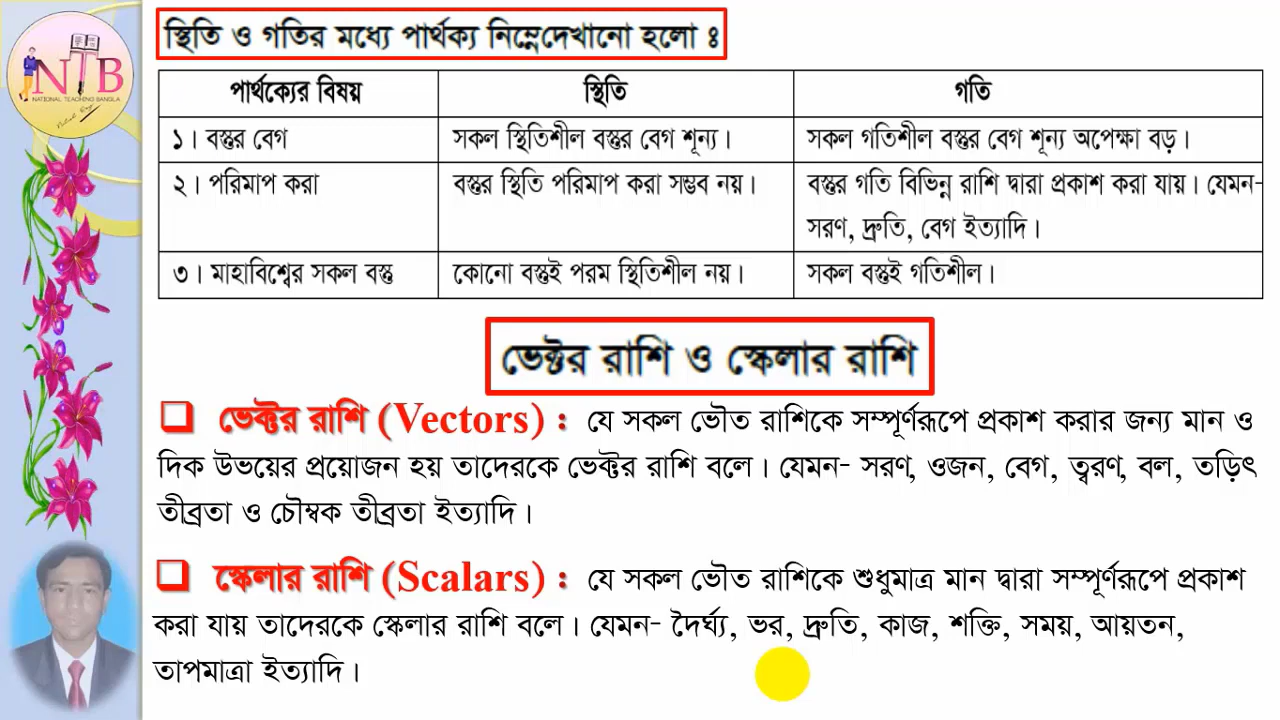 স্থিতি ও গতির মধ্যে পার্থক্য নিম্নেদেখানো হলো ঃ
NTB
NATIONAL TEACHING BANGLA
পার্থক্যের বিষয় স্থিতি গতি
১। বস্তুর বেগ সকল স্থিতিশীল বস্তুর বেগ শূন্য। সকল গতিশীল বস্তুর বেগ শূন্য অপেক্ষা বড়।
২। পরিমাপ করা বস্তুর স্থিতি পরিমাপ করা সম্ভব নয়। বস্তুর গতি বিভিন্ন রাশি দ্বারা প্রকাশ করা যায়। যেমন-
সরণ, দ্রুতি, বেগ ইত্যাদি।
৩। মাহাবিশ্বের সকল বস্তু কোনো বস্তুই পরম স্থিতিশীল নয়। সকল বস্তুই গতিশীল।
ভেক্টর রাশি ও স্কেলার রাশি
ভেক্টর রাশি (Vectors) : যে সকল ভৌত রাশিকে সম্পূর্ণরূপে প্রকাশ করার জন্য মান ও
দিক উভয়ের প্রয়োজন হয় তাদেরকে ভেক্টর রাশি বলে। যেমন- সরণ, ওজন, বেগ, ত্বরণ, বল, তড়িৎ
তীব্রতা ও চৌম্বক তীব্রতা ইত্যাদি।
স্কেলার রাশি (Scalars) : যে সকল ভৌত রাশিকে শুধুমাত্র মান দ্বারা সম্পূর্ণরূপে প্রকাশ
করা যায় তাদেরকে স্কেলার রাশি বলে। যেমন- দৈর্ঘ্য, ভর, দ্রুতি, কাজ, শক্তি, সময়, আয়তন,
তাপমাত্রা ইত্যাদি।